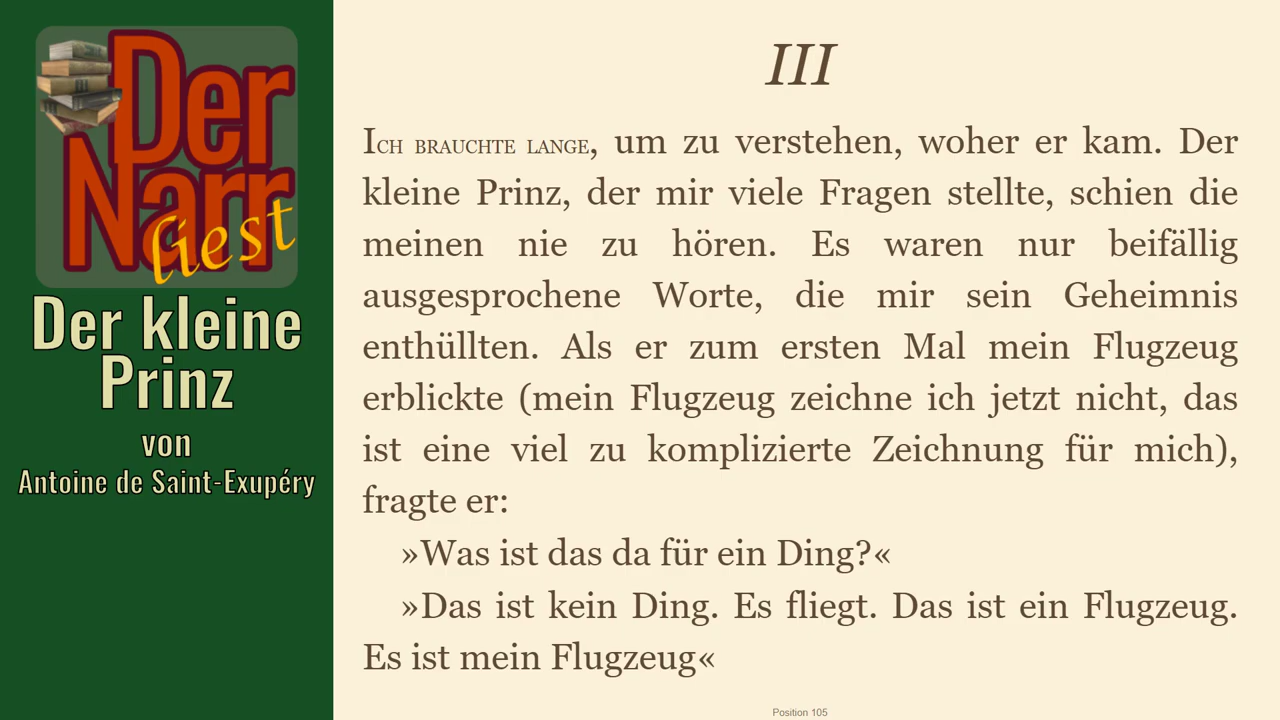 Der
Narr
liest
Der kleine
Prinz
von
Antoine de Saint-Exupéry
III
ICH BRAUCHTE LANGE, um zu verstehen, woher er kam. Der
kleine Prinz, der mir viele Fragen stellte, schien die
meinen nie zu hören. Es waren nur beifällig
ausgesprochene Worte, die mir sein Geheimnis
enthüllten. Als er zum ersten Mal mein Flugzeug
erblickte (mein Flugzeug zeichne ich jetzt nicht, das
ist eine viel zu komplizierte Zeichnung für mich),
fragte er:
»Was ist das da für ein Ding?«
»Das ist kein Ding. Es fliegt. Das ist ein Flugzeug.
Es ist mein Flugzeug«
Position 105